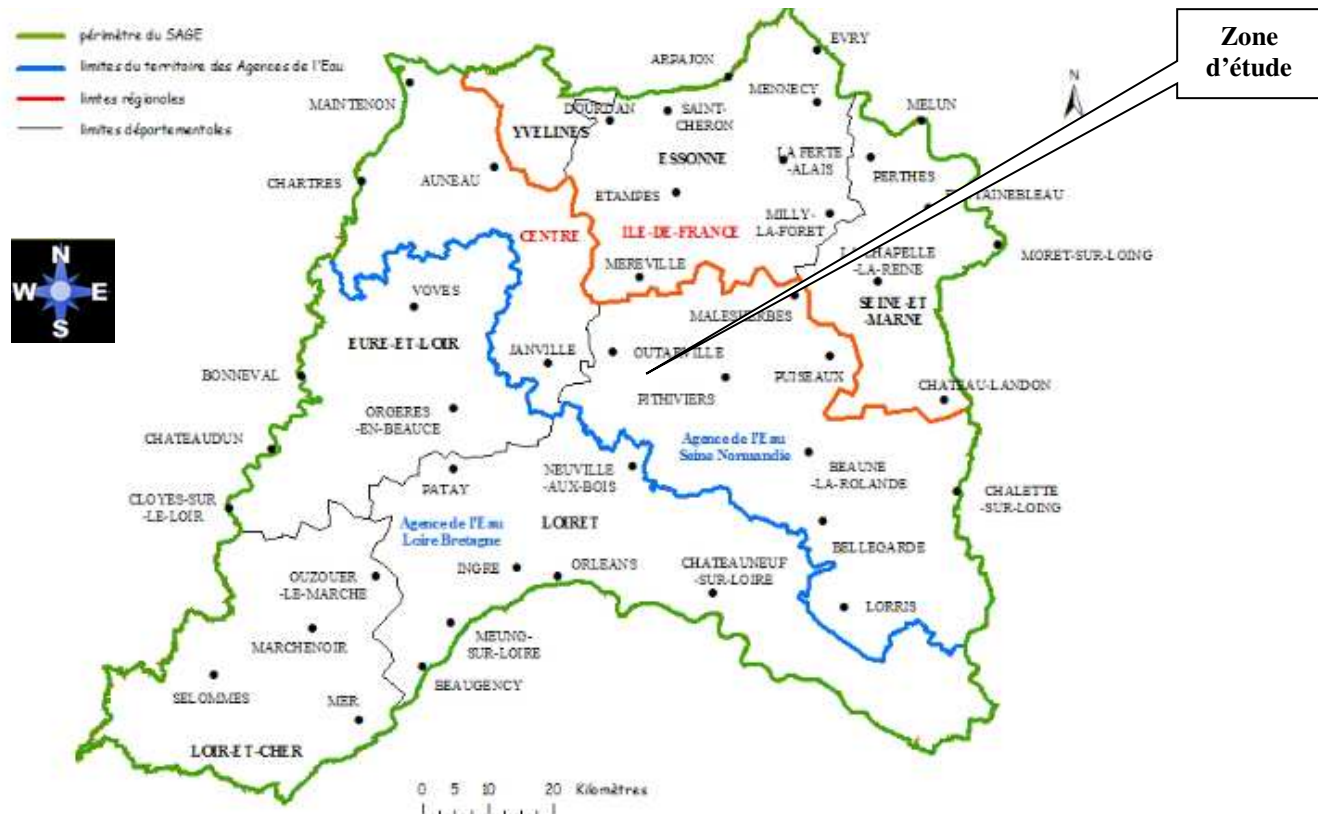 périmètre du SAGE
limites du territoire des Agences de l'Eau
limtes régionales
limites départementales
Zone
d'étude
N
EVRY
ARPAJON
MENNECY
MAINTENON
DOURDAN
SAINT-
CHERON
MELUN
YVELINES
ESSONNE
LA FERTE
-ALAIS
PERTHES
AUNEAU
CHARTRES
ETAMPES
TAINEBLEAU
MILLY-
LA-FORET
CENTRE
ILE-DE-FRANCE
MORET-SUR-LOING
CHAPELLE
-LA-REINE
MEREVILLE
N
W E
S
VOVES
MALESHERBES
SEINE-ET
-MARNE
EURE-ET-LOIR
JANVILLE
OUTARVILLE
PUISEAUX
BONNEVAL
PITHIVIERS
CHATEAU-LANDON
ORGERES
-EN-BEAUCE
CHATEAUDUN
Agence de l'Eau
Seine Normandie
BEAUNE
-LA-ROLANDE
NEUVILLE
-AUX-BOIS
PATAY
CLOYES-SUR
-LE-LOIR
CHALETTE
-SUR-LOING
Agence de l'Eau
Loire Bretagne
LOIRET
BELLEGARDE
INGRE
ORLEANS
CHATEAUNEUF
-SUR-LOIRE
OUZOUER
-LE-MARCHE
LORRIS
MARCHENOIR
MEUNG-
SUR-LOIRE
BEAUGENCY
SELOMMES
MER
LOIR-ET-CHER
0 5 10 20 Kilomètres